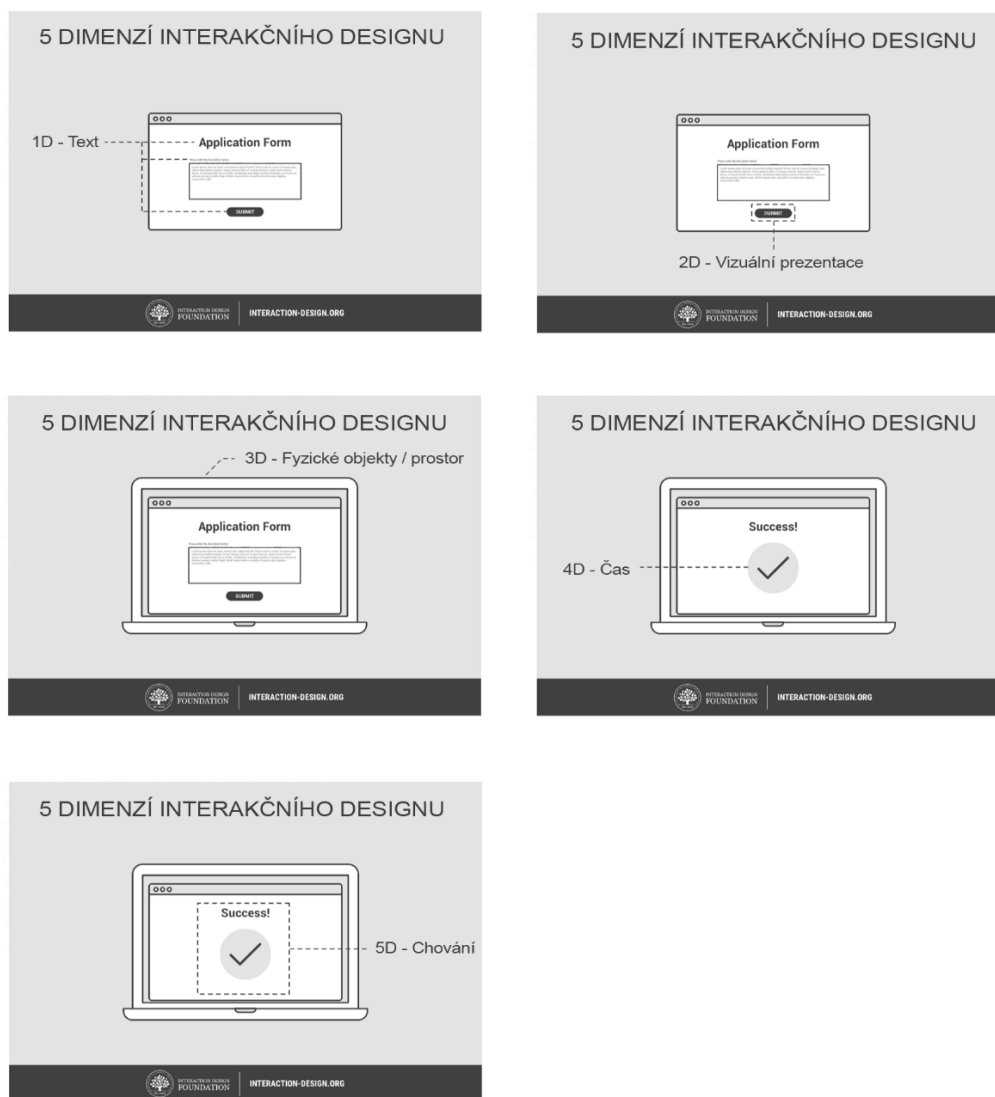 5 DIMENZÍ INTERAKČNÍHO DESIGNU
1D - Text
Application Form
SUBMIT
INTERACTION DESIGN
FOUNDATION
INTERACTION-DESIGN.ORG
5 DIMENZÍ INTERAKČNÍHO DESIGNU
Application Form
SUBMIT
2D - Vizuální prezentace
INTERACTION DESIGN
FOUNDATION
INTERACTION-DESIGN.ORG
5 DIMENZÍ INTERAKČNÍHO DESIGNU
3D - Fyzické objekty / prostor
Application Form
SUBMIT
INTERACTION DESIGN
FOUNDATION
INTERACTION-DESIGN.ORG
5 DIMENZÍ INTERAKČNÍHO DESIGNU
Success!
4D - Čas
INTERACTION DESIGN
FOUNDATION
INTERACTION-DESIGN.ORG
5 DIMENZÍ INTERAKČNÍHO DESIGNU
Success!
5D - Chování
INTERACTION DESIGN
FOUNDATION
INTERACTION-DESIGN.ORG